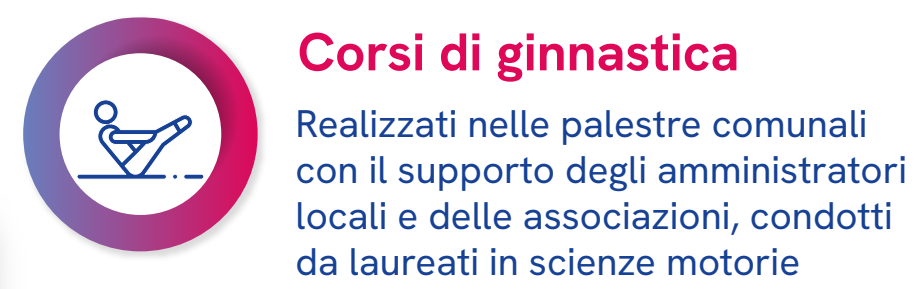 Corsi di ginnastica
Realizzati nelle palestre comunali
con il supporto degli amministratori
locali e delle associazioni, condotti
da laureati in scienze motorie